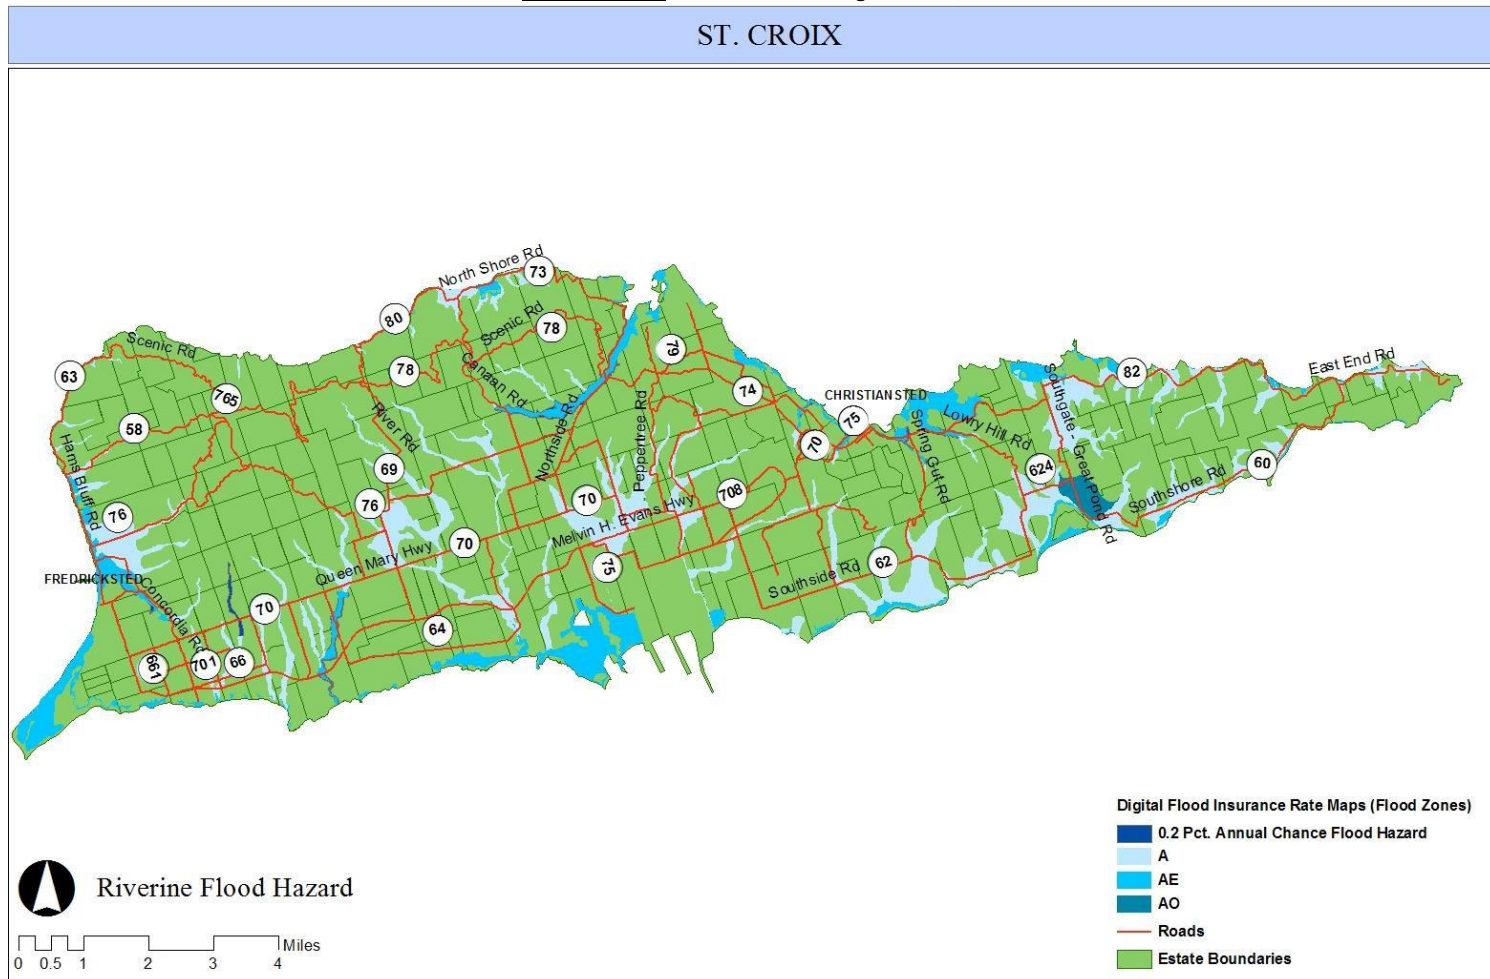 ST. CROIX
North Shore Rd
73
80
Scenic Rd
78
Scenic Rd
63
78
Canaan Rd
79
East End Rd
82
765
74
CHRISTIANSTED
75
58
River Rd
Northside Rd
Peppertree Rd
70
Spring Gut Rd
Lowry Hill Rd
Southgate - Great Pond Rd
Hams Bluff Rd
69
624
60
76
76
70
708
Southshore Rd
Melvin H. Evans Hwy
70
Queen Mary Hwy
75
Southside Rd
62
FREDRICKSTED
Concordia Rd
70
64
661
701
66
Digital Flood Insurance Rate Maps (Flood Zones)
0.2 Pct. Annual Chance Flood Hazard
A
AE
AO
Roads
Estate Boundaries
Riverine Flood Hazard
Miles
0 0.5 1 2 3 4